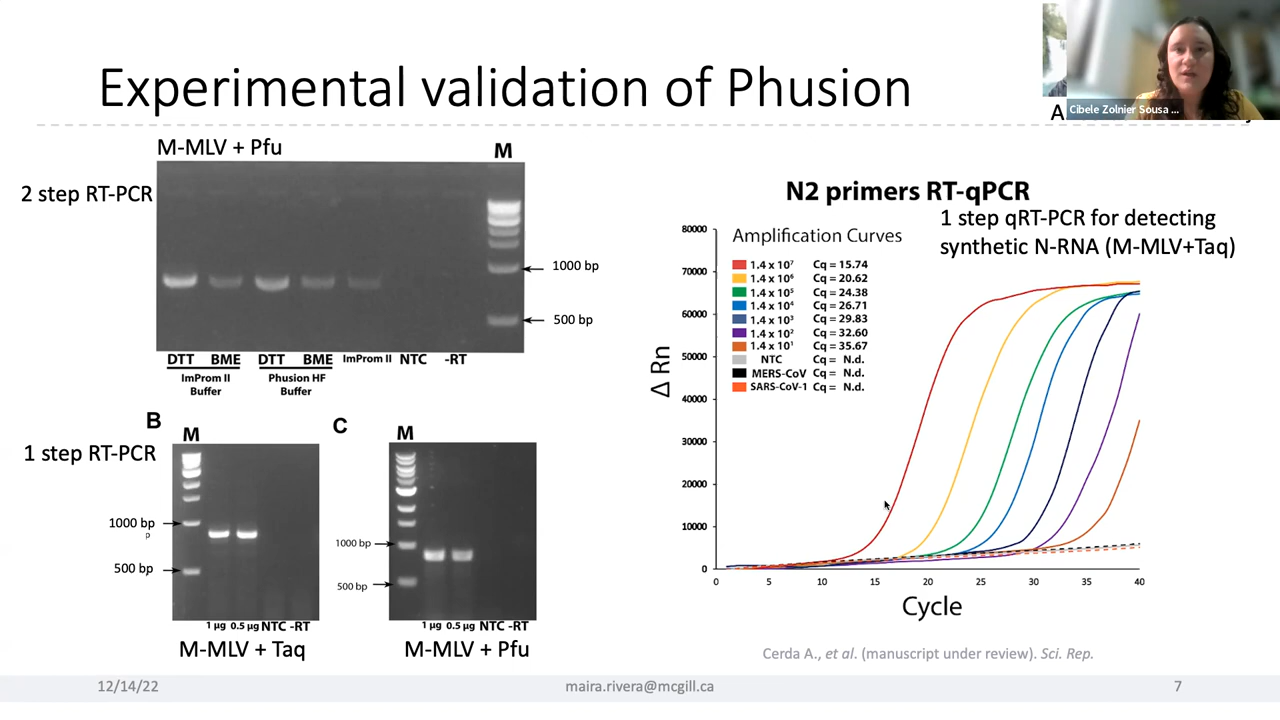 Experimental validation of Phusion
Cibele Zolnier Sousa ...
A
M-MLV + Pfu
M
2 step RT-PCR
1000 bp
500 bp
DTT BME DTT BME ImProm II NTC -RT
ImProm II Buffer
Phusion HF Buffer
B
C
1 step RT-PCR
M
M
1000 bp
p
500 bp
1000 bp
500 bp
1 µg 0.5 µg NTC -RT
1 µg 0.5 µg NTC -RT
M-MLV + Taq
M-MLV + Pfu
N2 primers RT-qPCR
1 step qRT-PCR for detecting
synthetic N-RNA (M-MLV+Taq)
Amplification Curves
1.4 x 10⁷ Cq = 15.74
1.4 x 10⁶ Cq = 20.62
1.4 x 10⁵ Cq = 24.38
1.4 x 10⁴ Cq = 26.71
1.4 x 10³ Cq = 29.83
1.4 x 10² Cq = 32.60
1.4 x 10¹ Cq = 35.67
NTC Cq = N.d.
MERS-CoV Cq = N.d.
SARS-CoV-1 Cq = N.d.
Δ Rn
80000
70000
60000
50000
40000
30000
20000
10000
0
0 5 10 15 20 25 30 35 40
Cycle
Cerda A., et al. (manuscript under review). Sci. Rep.
12/14/22
maira.rivera@mcgill.ca
7